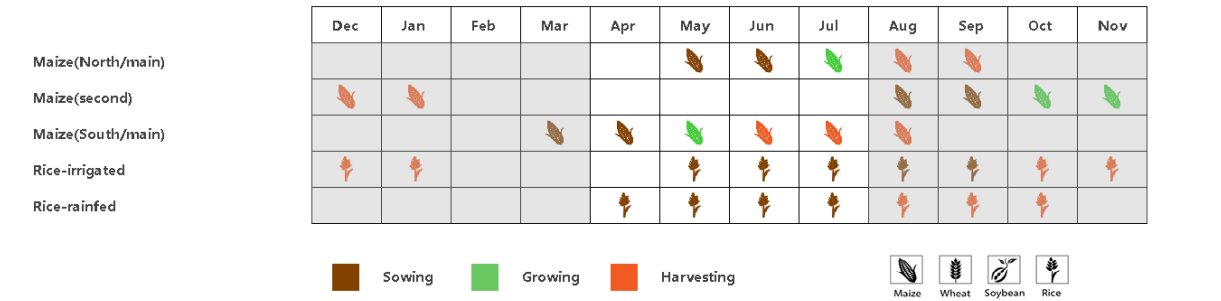 Dec Jan Feb Mar Apr May Jun Jul Aug Sep Oct Nov
Maize(North/main)
Maize(second)
Maize(South/main)
Rice-irrigated
Rice-rainfed
Sowing Growing Harvesting
Maize Wheat Soybean Rice